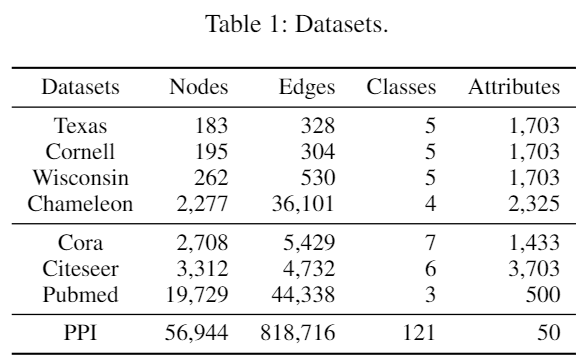 Table 1: Datasets.
Datasets Nodes Edges Classes Attributes
Texas 183 328 5 1,703
Cornell 195 304 5 1,703
Wisconsin 262 530 5 1,703
Chameleon 2,277 36,101 4 2,325
Cora 2,708 5,429 7 1,433
Citeseer 3,312 4,732 6 3,703
Pubmed 19,729 44,338 3 500
PPI 56,944 818,716 121 50